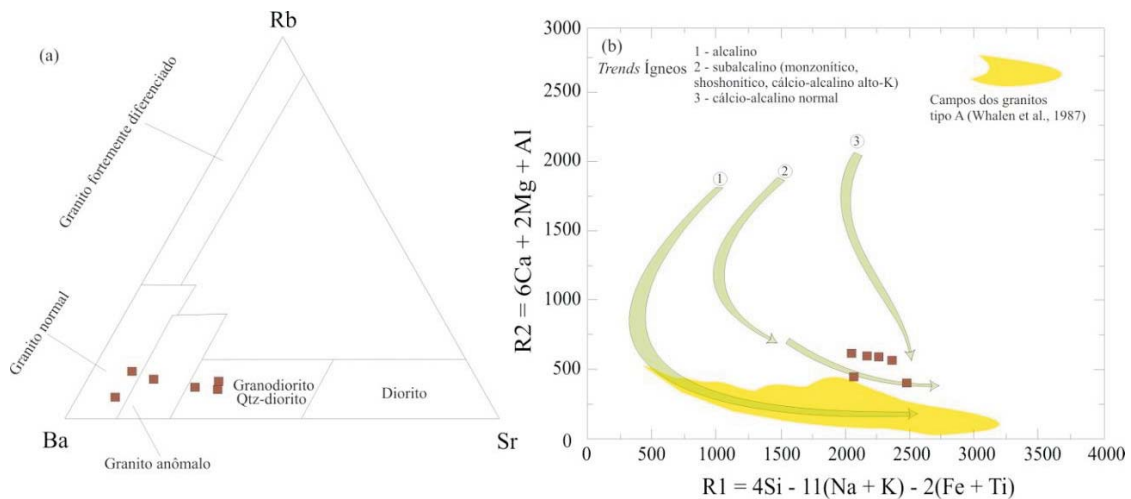 (a)
Rb
Granito fortemente diferenciado
Granito normal
Granodiorito
Qtz-diorito
Diorito
Ba
Sr
Granito anômalo
(b)
Trends Ígneos
1 - alcalino
2 - subalcalino (monzonítico,
shoshonítico, cálcio-alcalino alto-K)
3 - cálcio-alcalino normal
Campos dos granitos
tipo A (Whalen et al., 1987)
1
2
3
R2 = 6Ca + 2Mg + Al
3000
2500
2000
1500
1000
500
0
0
500
1000
1500
2000
2500
3000
3500
4000
R1 = 4Si - 11(Na + K) - 2(Fe + Ti)